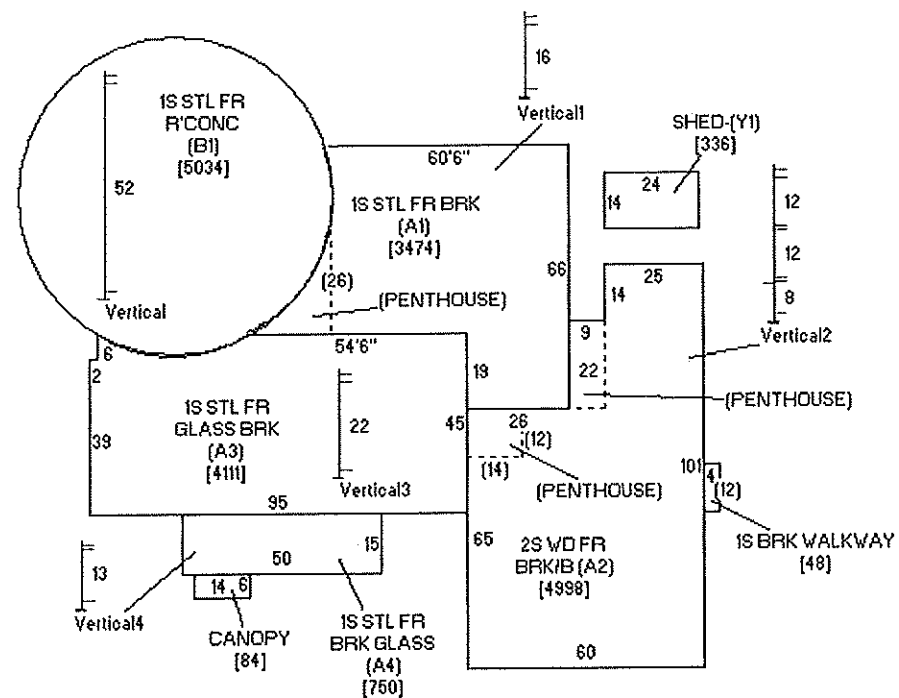 16
Vertical1
1S STL FR
R'CONC
(B1)
[5034]
52
Vertical
60'6"
1S STL FR BRK
(A1)
[3474]
66
(26)
(PENTHOUSE)
SHED-(Y1)
[336]
24
14
12
12
8
Vertical2
25
14
9
22
(PENTHOUSE)
6
2
54'6"
19
39
1S STL FR
GLASS BRK
(A3)
[4111]
22
Vertical3
45
26
(12)
(14)
(PENTHOUSE)
101
4
(12)
1S BRK WALKWAY
[48]
95
65
2S WD FR
BRK/B (A2)
[4998]
60
13
Vertical4
50
15
14
6
CANOPY
[84]
1S STL FR
BRK GLASS
(A4)
[750]